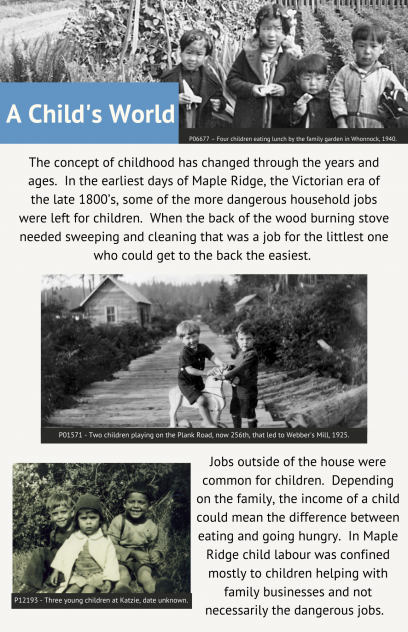 A Child's World
P06677 – Four children eating lunch by the family garden in Whonnock, 1940.
The concept of childhood has changed through the years and
ages. In the earliest days of Maple Ridge, the Victorian era of
the late 1800's, some of the more dangerous household jobs
were left for children. When the back of the wood burning stove
needed sweeping and cleaning that was a job for the littlest one
who could get to the back the easiest.
P01571 - Two children playing on the Plank Road, now 256th, that led to Webber's Mill, 1925.
Jobs outside of the house were
common for children. Depending
on the family, the income of a child
could mean the difference between
eating and going hungry. In Maple
Ridge child labour was confined
mostly to children helping with
family businesses and not
necessarily the dangerous jobs.
P12193 - Three young children at Katzie, date unknown.